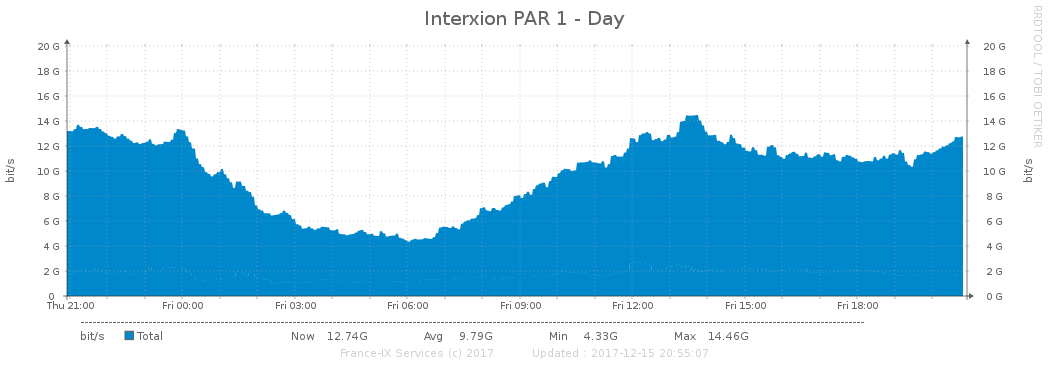 Interxion PAR 1 - Day
RRDTOOL / TOBI OETIKER
20 G 20 G
18 G 18 G
16 G 16 G
14 G 14 G
12 G 12 G
10 G 10 G
8 G 8 G
6 G 6 G
4 G 4 G
2 G 2 G
0 0 G
bit/s
bit/s
Thu 21:00 Fri 00:00 Fri 03:00 Fri 06:00 Fri 09:00 Fri 12:00 Fri 15:00 Fri 18:00
bit/s Total Now 12.74G Avg 9.79G Min 4.33G Max 14.46G
France-IX Services (c) 2017 Updated : 2017-12-15 20:55:07